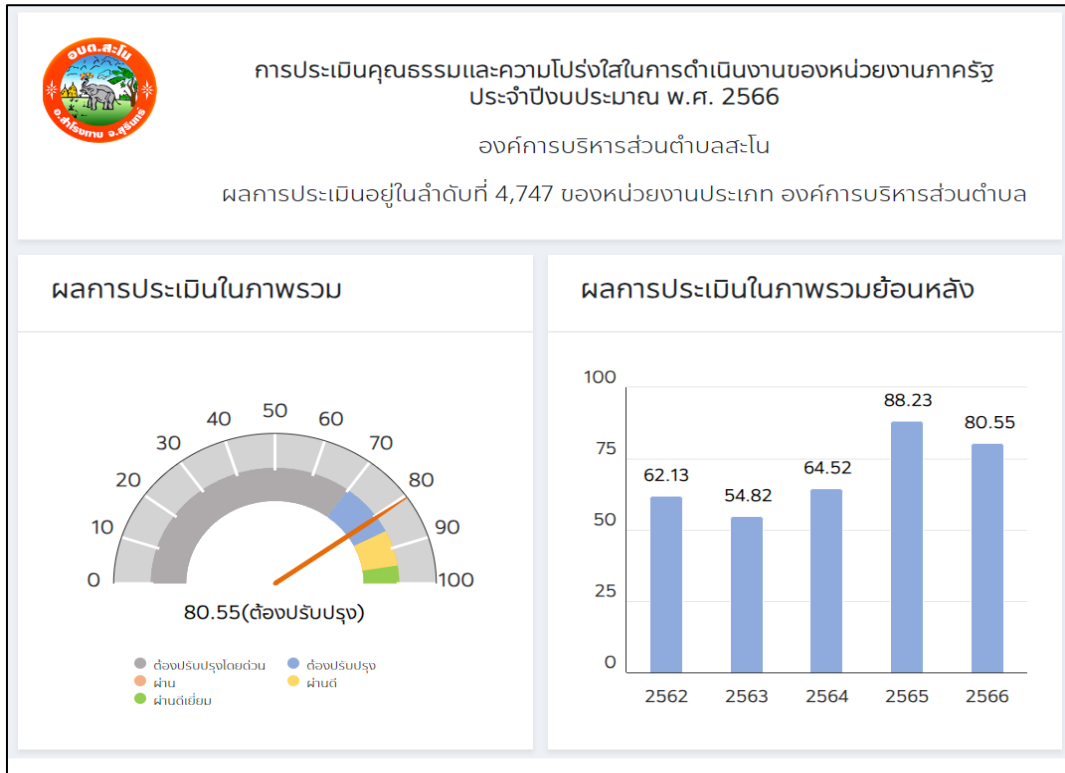 อบต.สะโน
อ.สำโรงทาบ จ.สุรินทร์
การประเมินคุณธรรมและความโปร่งใสในการดำเนินงานของหน่วยงานภาครัฐ
ประจำปีงบประมาณ พ.ศ. 2566
องค์การบริหารส่วนตำบลสะโน
ผลการประเมินอยู่ในลำดับที่ 4,747 ของหน่วยงานประเภท องค์การบริหารส่วนตำบล
ผลการประเมินในภาพรวม
0
10
20
30
40
50
60
70
80
90
100
80.55(ต้องปรับปรุง)
ต้องปรับปรุงโดยด่วน ต้องปรับปรุง
ผ่าน ผ่านดี
ผ่านดีเยี่ยม
ผลการประเมินในภาพรวมย้อนหลัง
100
75
50
25
0
62.13
54.82
64.52
88.23
80.55
2562 2563 2564 2565 2566